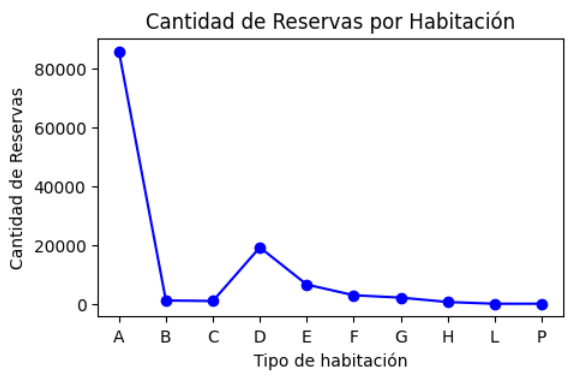 Cantidad de Reservas por Habitación
Cantidad de Reservas
80000
60000
40000
20000
0
A B C D E F G H L P
Tipo de habitación